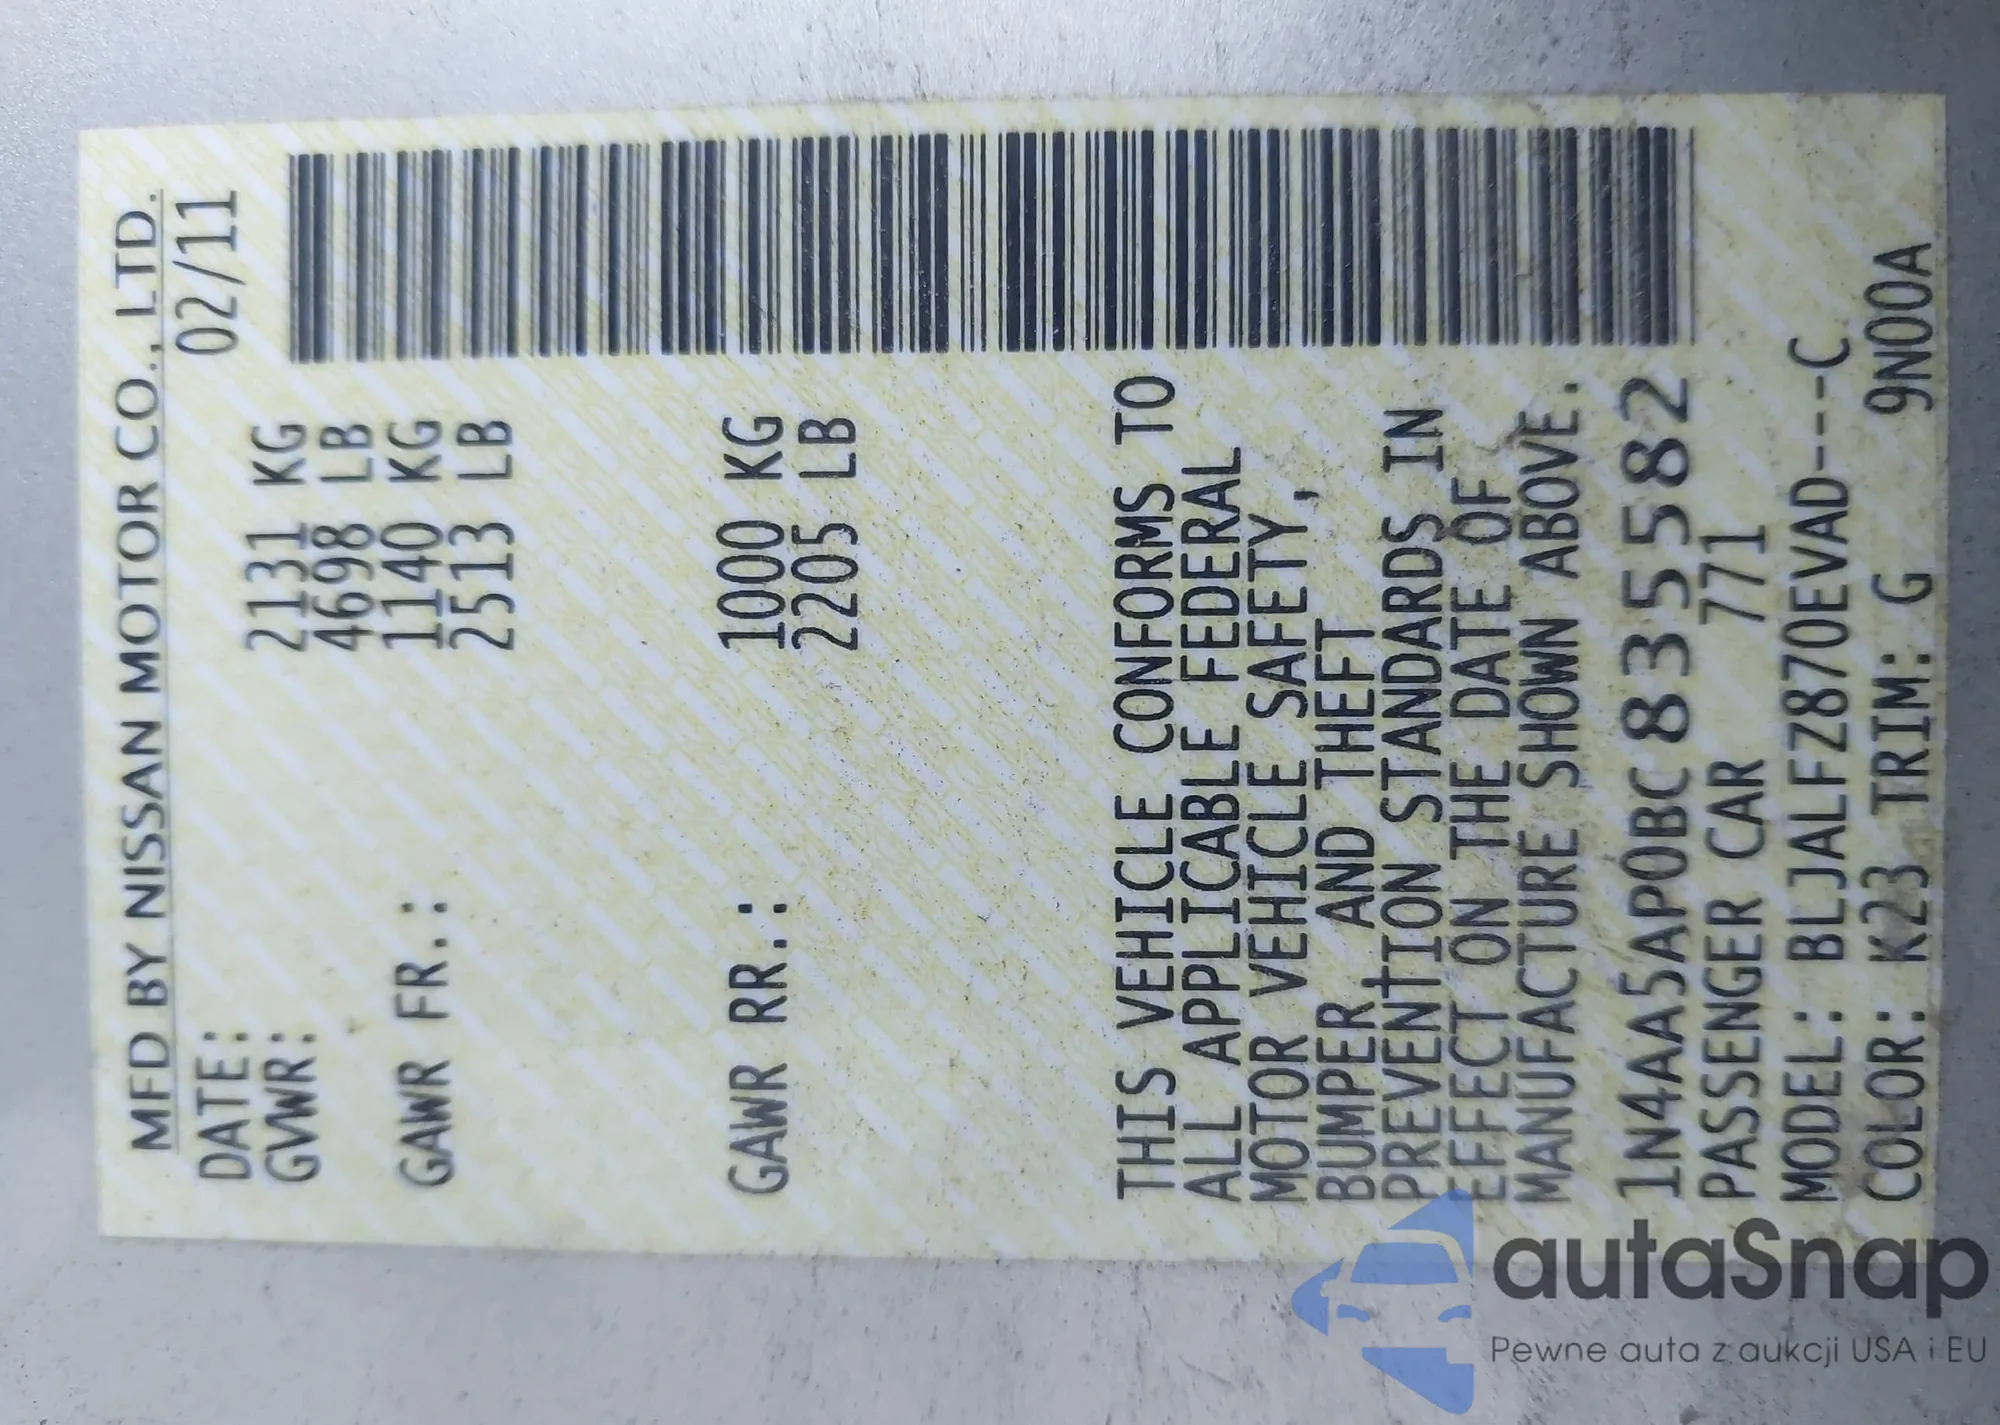 MFD BY NISSAN MOTOR CO., LTD.
DATE: 02/11
GVWR: 2131 KG
4698 LB
GAWR FR.: 1140 KG
2513 LB
GAWR RR.: 1000 KG
2205 LB
THIS VEHICLE CONFORMS TO
ALL APPLICABLE FEDERAL
MOTOR VEHICLE SAFETY,
BUMPER AND THEFT
PREVENTION STANDARDS IN
EFFECT ON THE DATE OF
MANUFACTURE SHOWN ABOVE.
1N4AA5AP0BC 835582
PASSENGER CAR 771
MODEL: BLJALFZ870EVAD----C
COLOR: K23 TRIM: G 9N00A
autaSnap
Pewne auta z aukcji USA i EU